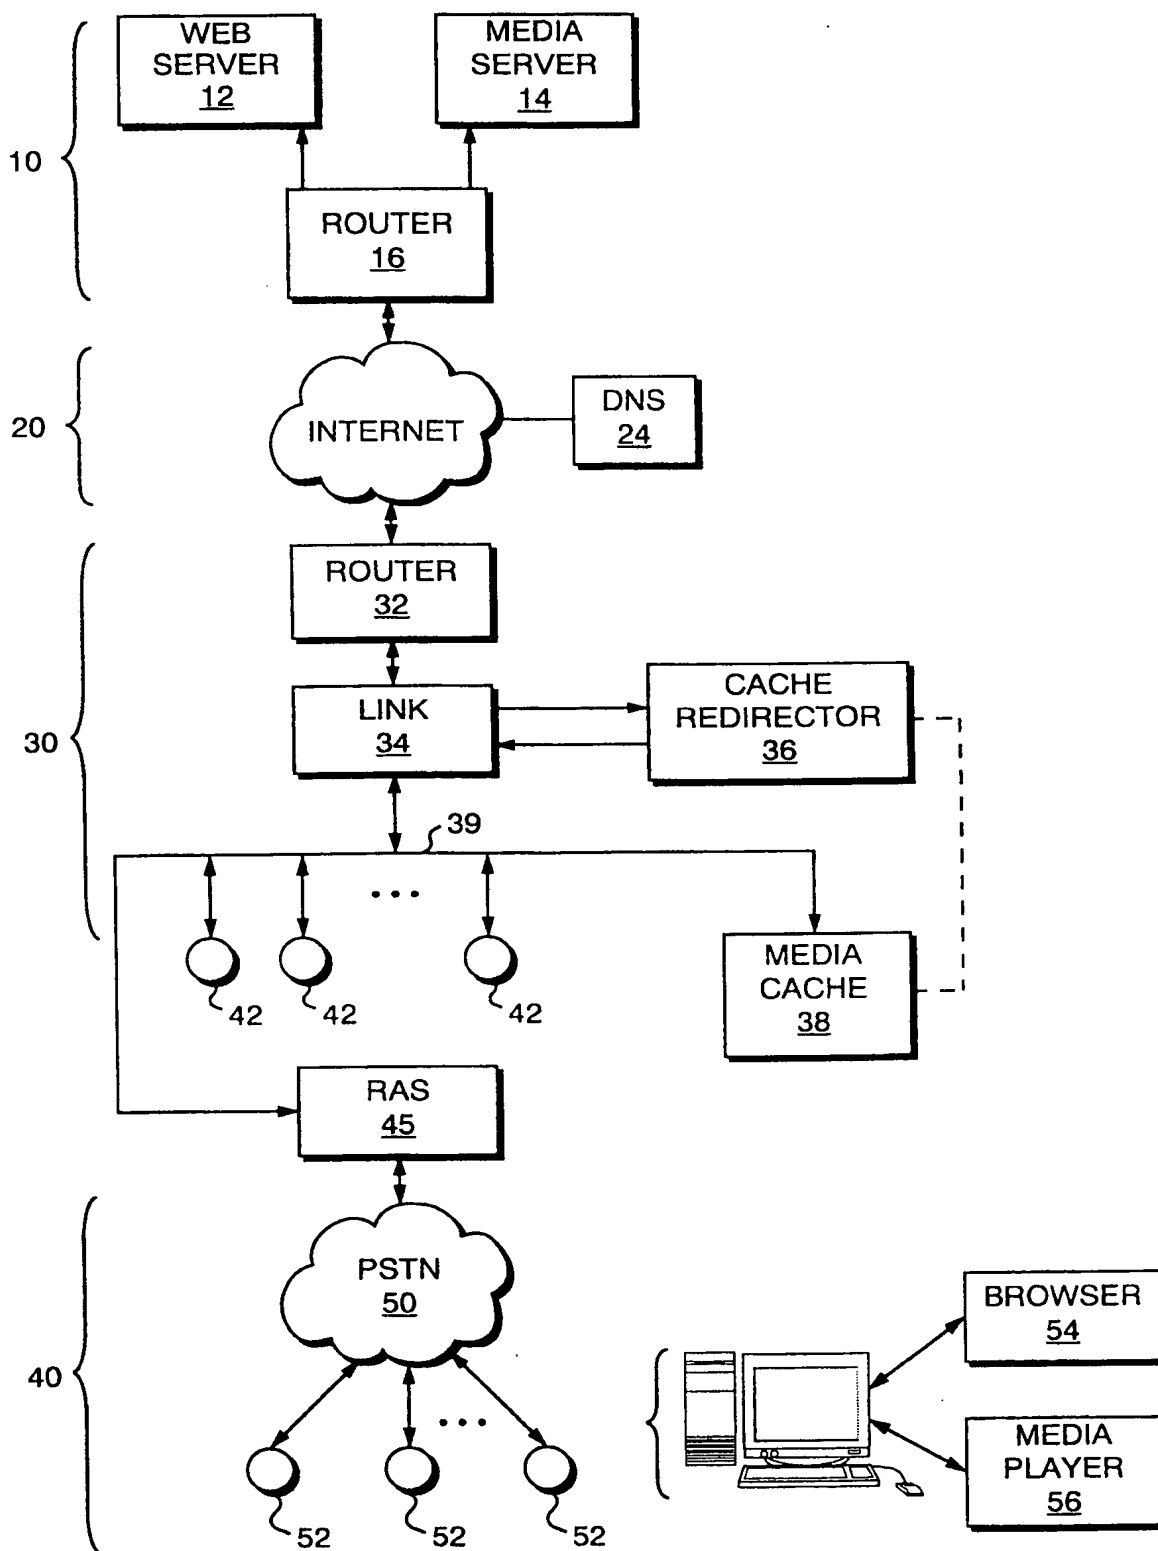 WEB
SERVER
12
MEDIA
SERVER
14
10
ROUTER
16
20
INTERNET
DNS
24
ROUTER
32
30
LINK
34
CACHE
REDIRECTOR
36
39
...
42
42
42
MEDIA
CACHE
38
RAS
45
40
PSTN
50
...
52
52
52
BROWSER
54
MEDIA
PLAYER
56